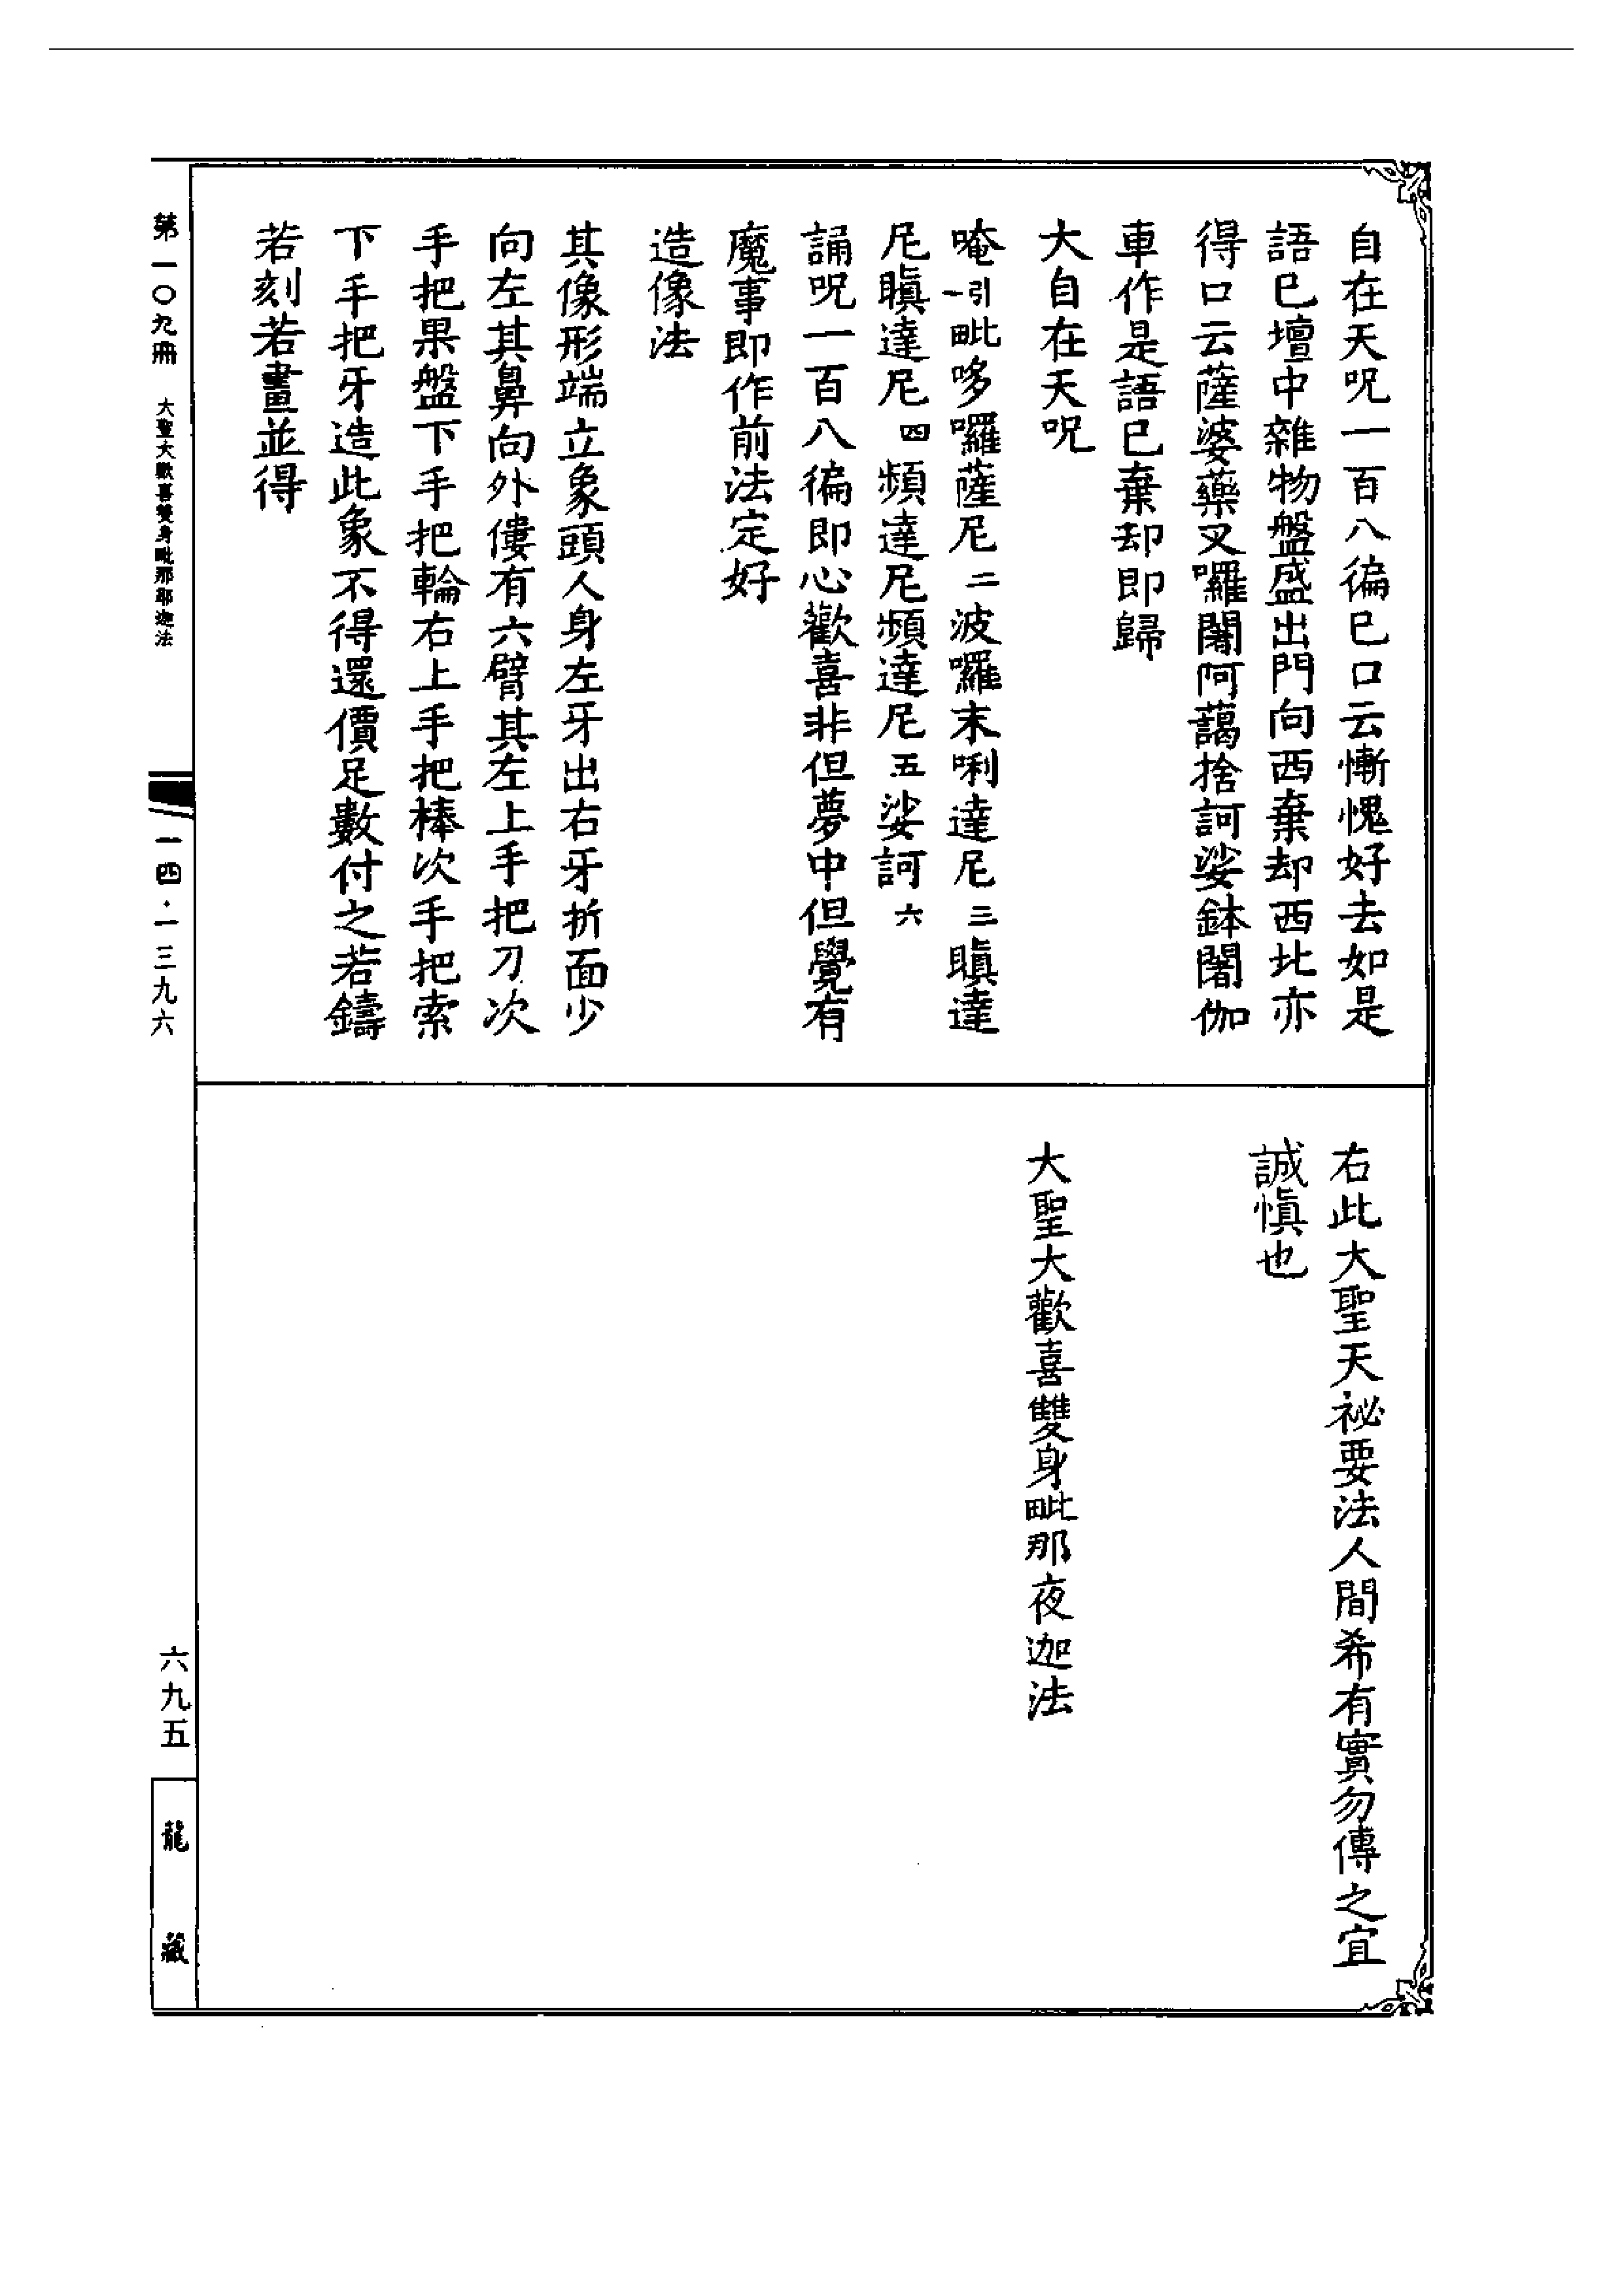 自在天呪一百八徧已口云慚愧好去如是
語已壇中雜物盤盛出門向西棄却西北亦
得口云薩婆藥叉囉闍阿藹捨訶娑鉢闍伽
車作是語已棄却即歸
大自在天呪
唵引一毗哆囉薩尼二波囉末唎達尼三瞋達
尼瞋達尼四頻達尼頻達尼五娑訶六
誦呪一百八徧即心歡喜非但夢中但覺有
魔事即作前法定好
造像法
其像形端立象頭人身左牙出右牙折面少
向左其鼻向外僂有六臂其左上手把刀次
手把果盤下手把輪右上手把棒次手把索
下手把牙造此象不得還價足數付之若鑄
若刻若畫並得
右此大聖天祕要法人間希有實勿傳之宜
誠慎也
大聖大歡喜雙身毗那夜迦法
第一〇九冊 大聖大歡喜雙身毗那耶迦法
一四·一三九六
六九五
龍藏